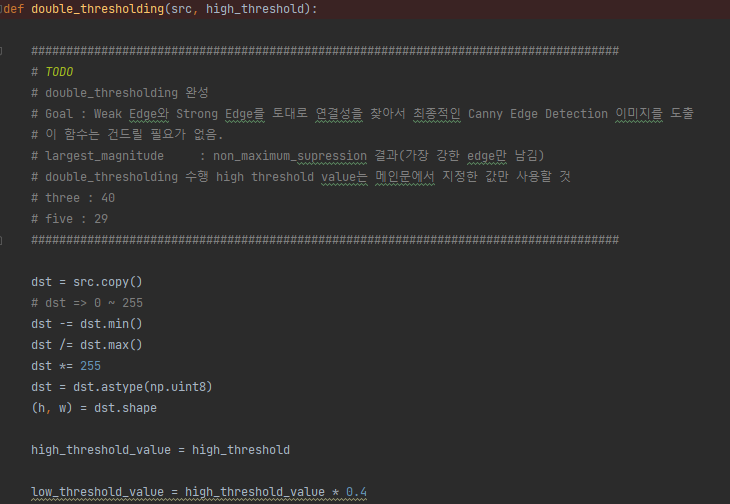 def double_thresholding(src, high_threshold):
####################################################################################
# TODO
# double_thresholding 완성
# Goal : Weak Edge와 Strong Edge를 토대로 연결성을 찾아서 최종적인 Canny Edge Detection 이미지를 도출
# 이 함수는 건드릴 필요가 없음.
# largest_magnitude     : non_maximum_supression 결과(가장 강한 edge만 남김)
# double_thresholding 수행 high threshold value는 메인문에서 지정한 값만 사용할 것
# three : 40
# five : 29
####################################################################################
dst = src.copy()
# dst => 0 ~ 255
dst -= dst.min()
dst /= dst.max()
dst *= 255
dst = dst.astype(np.uint8)
(h, w) = dst.shape
high_threshold_value = high_threshold
low_threshold_value = high_threshold_value * 0.4